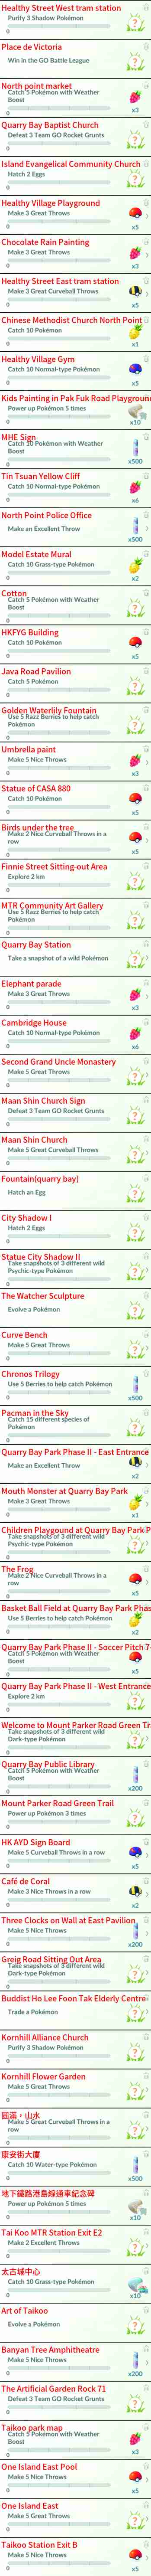 Healthy Street West tram station
Purify 3 Shadow Pokémon
0
Place de Victoria
Win in the GO Battle League
North point market
Catch 5 Pokémon with Weather
Boost
0
x3
Quarry Bay Baptist Church
Defeat 3 Team GO Rocket Grunts
0
Island Evangelical Community Church
Hatch 2 Eggs
0
Healthy Village Playground
Make 3 Great Throws
0
x5
Chocolate Rain Painting
Make 3 Great Throws
0
x3
Healthy Street East tram station
Make 3 Great Curveball Throws
0
x5
Chinese Methodist Church North Point
Catch 10 Pokémon
0
x1
Healthy Village Gym
Catch 10 Normal-type Pokémon
0
x5
Kids Painting in Pak Fuk Road Playground
Power up Pokémon 5 times
0
x10
MHE Sign
Catch 10 Pokémon with Weather
Boost
0
x500
Tin Tsuan Yellow Cliff
Catch 10 Normal-type Pokémon
0
x6
North Point Police Office
Make an Excellent Throw
x500
Model Estate Mural
Catch 10 Grass-type Pokémon
0
x2
Cotton
Catch 5 Pokémon with Weather
Boost
0
HKFYG Building
Catch 10 Pokémon
0
x5
Java Road Pavilion
Catch 5 Pokémon
0
Golden Waterlily Fountain
Use 5 Razz Berries to help catch
Pokémon
0
Umbrella paint
Make 5 Nice Throws
0
x3
Statue of CASA 880
Catch 10 Pokémon
0
x5
Birds under the tree
Make 2 Nice Curveball Throws in a
row
0
x5
Finnie Street Sitting-out Area
Explore 2 km
0
MTR Community Art Gallery
Use 5 Razz Berries to help catch
Pokémon
0
Quarry Bay Station
Take a snapshot of a wild Pokémon
Elephant parade
Make 3 Great Throws
0
x3
Cambridge House
Catch 10 Normal-type Pokémon
0
x6
Second Grand Uncle Monastery
Make 5 Great Throws
0
Maan Shin Church Sign
Defeat 3 Team GO Rocket Grunts
0
Maan Shin Church
Make 5 Great Curveball Throws
0
Fountain(quarry bay)
Hatch an Egg
City Shadow I
Hatch 2 Eggs
0
Statue City Shadow II
Take snapshots of 3 different wild
Psychic-type Pokémon
0
The Watcher Sculpture
Evolve a Pokémon
Curve Bench
Make 5 Great Throws
0
Chronos Trilogy
Use 5 Berries to help catch Pokémon
0
x500
Pacman in the Sky
Catch 15 different species of
Pokémon
0
Quarry Bay Park Phase II - East Entrance
Make an Excellent Throw
x2
Mouth Monster at Quarry Bay Park
Make 3 Great Throws
0
x1
Children Playgound at Quarry Bay Park P
Take snapshots of 3 different wild
Psychic-type Pokémon
0
The Frog
Make 2 Nice Curveball Throws in a
row
0
x5
Basket Ball Field at Quarry Bay Park Phas
Use 5 Berries to help catch Pokémon
0
x2
Quarry Bay Park Phase II - Soccer Pitch 7-
Catch 5 Pokémon with Weather
Boost
0
x5
Quarry Bay Park Phase II - West Entrance
Explore 2 km
0
Welcome to Mount Parker Road Green Tr
Take snapshots of 3 different wild
Dark-type Pokémon
0
Quarry Bay Public Library
Catch 5 Pokémon with Weather
Boost
0
x200
Mount Parker Road Green Trail
Power up Pokémon 3 times
0
HK AYD Sign Board
Make 5 Curveball Throws in a row
0
x5
Café de Coral
Make 3 Nice Throws in a row
0
x2
Three Clocks on Wall at East Pavilion
Make 5 Nice Throws
0
x200
Greig Road Sitting Out Area
Take snapshots of 3 different wild
Dark-type Pokémon
0
Buddist Ho Lee Foon Tak Elderly Centre
Trade a Pokémon
Kornhill Alliance Church
Purify 3 Shadow Pokémon
0
Kornhill Flower Garden
Make 5 Great Throws
0
圓滿，山水
Make 5 Great Curveball Throws in a
row
0
康安街大廈
Catch 10 Water-type Pokémon
0
x500
地下鐵路港島線通車紀念碑
Power up Pokémon 5 times
0
x10
Tai Koo MTR Station Exit E2
Make 2 Excellent Throws
0
太古城中心
Catch 10 Grass-type Pokémon
0
x10
Art of Taikoo
Evolve a Pokémon
Banyan Tree Amphitheatre
Make 5 Nice Throws
0
x200
The Artificial Garden Rock 71
Defeat 3 Team GO Rocket Grunts
0
Taikoo park map
Catch 5 Pokémon with Weather
Boost
0
x3
One Island East Pool
Make 5 Nice Throws
0
x5
One Island East
Make 5 Great Throws
0
Taikoo Station Exit B
Make 5 Nice Throws
0
x5